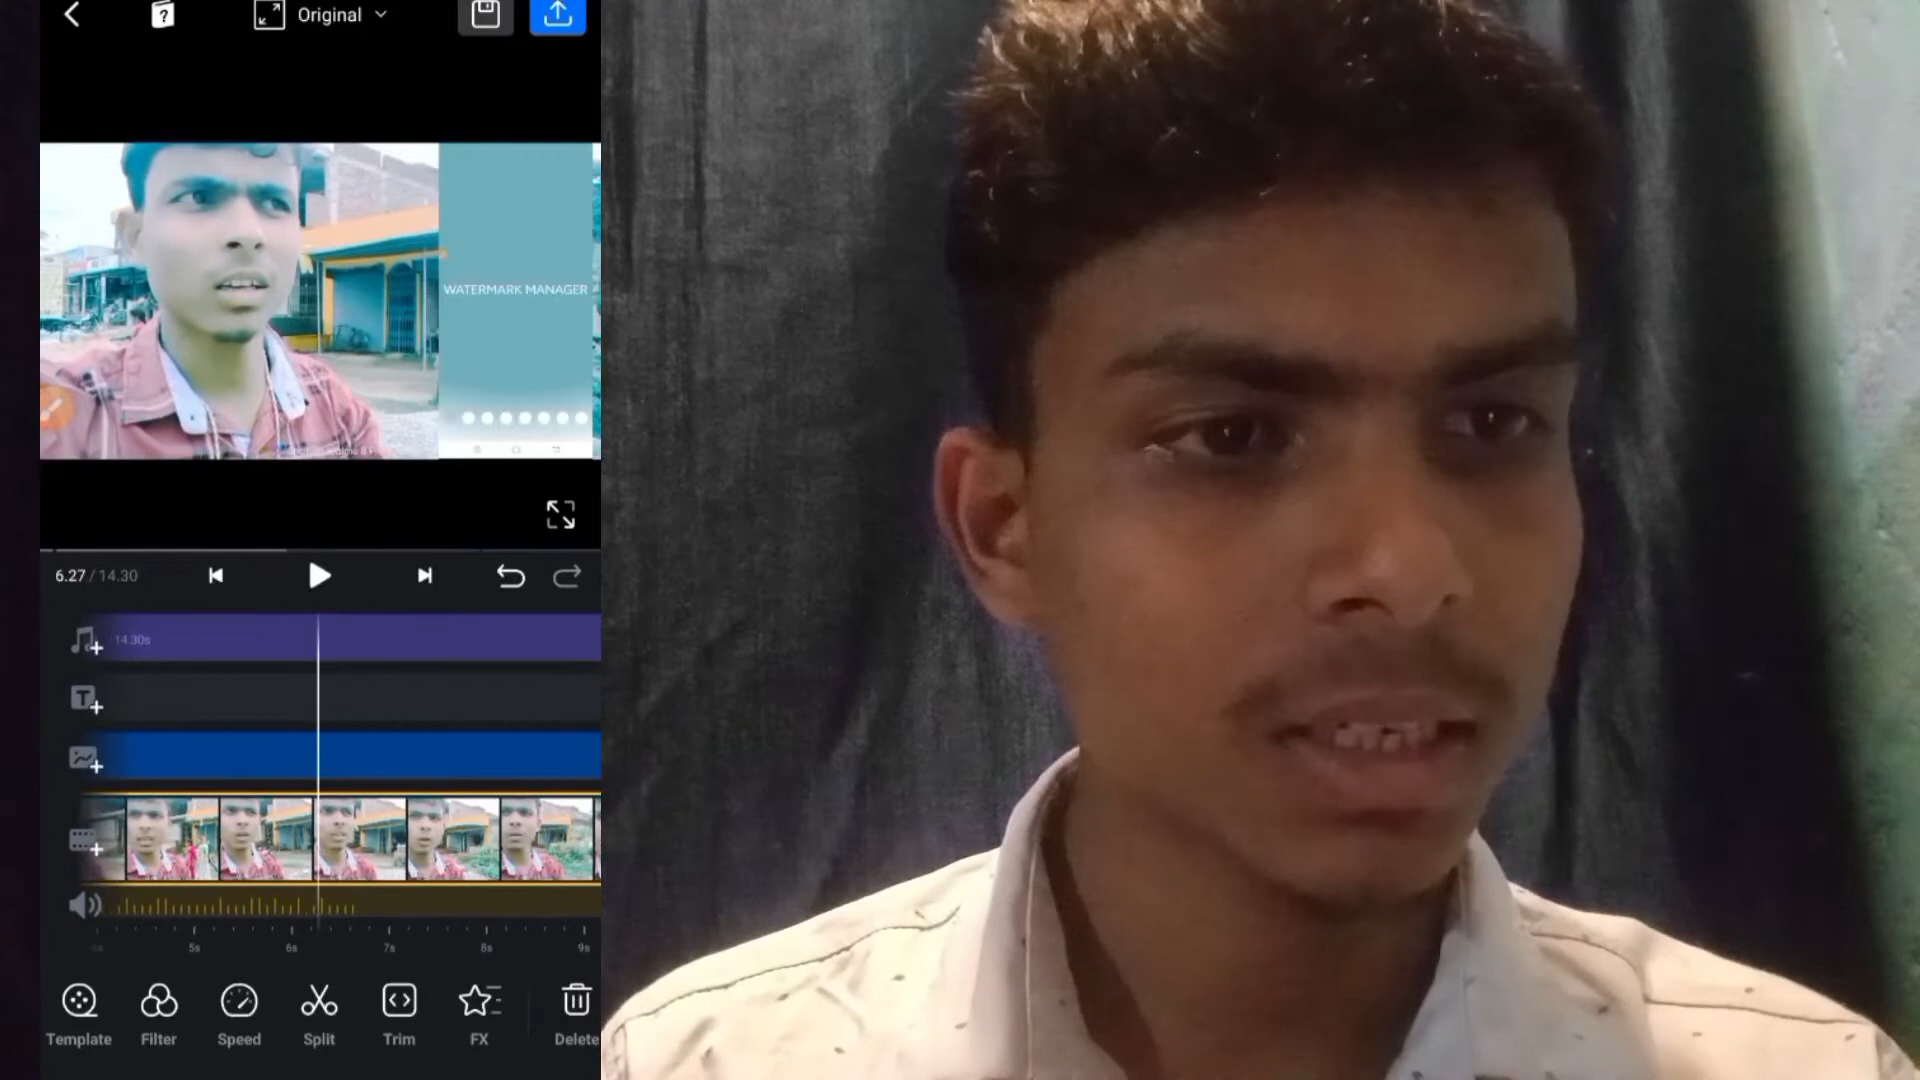 Original
WATERMARK MANAGER
6.27 / 14.30
14.30s
5s
6s
7s
8s
9s
Template
Filter
Speed
Split
Trim
FX
Delete